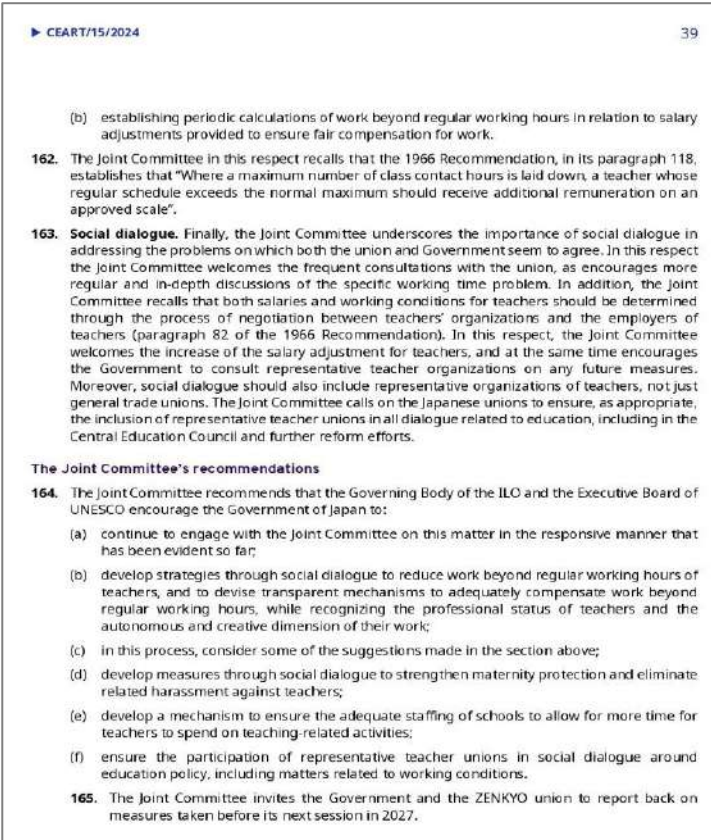 ▶ CEART/15/2024 39
(b) establishing periodic calculations of work beyond regular working hours in relation to salary
adjustments provided to ensure fair compensation for work.
162. The Joint Committee in this respect recalls that the 1966 Recommendation, in its paragraph 118,
establishes that “Where a maximum number of class contact hours is laid down, a teacher whose
regular schedule exceeds the normal maximum should receive additional remuneration on an
approved scale”.
163. Social dialogue. Finally, the Joint Committee underscores the importance of social dialogue in
addressing the problems on which both the union and Government seem to agree. In this respect
the Joint Committee welcomes the frequent consultations with the union, as encourages more
regular and in-depth discussions of the specific working time problem. In addition, the Joint
Committee recalls that both salaries and working conditions for teachers should be determined
through the process of negotiation between teachers’ organizations and the employers of
teachers (paragraph 82 of the 1966 Recommendation). In this respect, the Joint Committee
welcomes the increase of the salary adjustment for teachers, and at the same time encourages
the Government to consult representative teacher organizations on any future measures.
Moreover, social dialogue should also include representative organizations of teachers, not just
general trade unions. The Joint Committee calls on the Japanese unions to ensure, as appropriate,
the inclusion of representative teacher unions in all dialogue related to education, including in the
Central Education Council and further reform efforts.
The Joint Committee’s recommendations
164. The Joint Committee recommends that the Governing Body of the ILO and the Executive Board of
UNESCO encourage the Government of Japan to:
(a) continue to engage with the Joint Committee on this matter in the responsive manner that
has been evident so far;
(b) develop strategies through social dialogue to reduce work beyond regular working hours of
teachers, and to devise transparent mechanisms to adequately compensate work beyond
regular working hours, while recognizing the professional status of teachers and the
autonomous and creative dimension of their work;
(c) in this process, consider some of the suggestions made in the section above;
(d) develop measures through social dialogue to strengthen maternity protection and eliminate
related harassment against teachers;
(e) develop a mechanism to ensure the adequate staffing of schools to allow for more time for
teachers to spend on teaching-related activities;
(f) ensure the participation of representative teacher unions in social dialogue around
education policy, including matters related to working conditions.
165. The Joint Committee invites the Government and the ZENKYO union to report back on
measures taken before its next session in 2027.